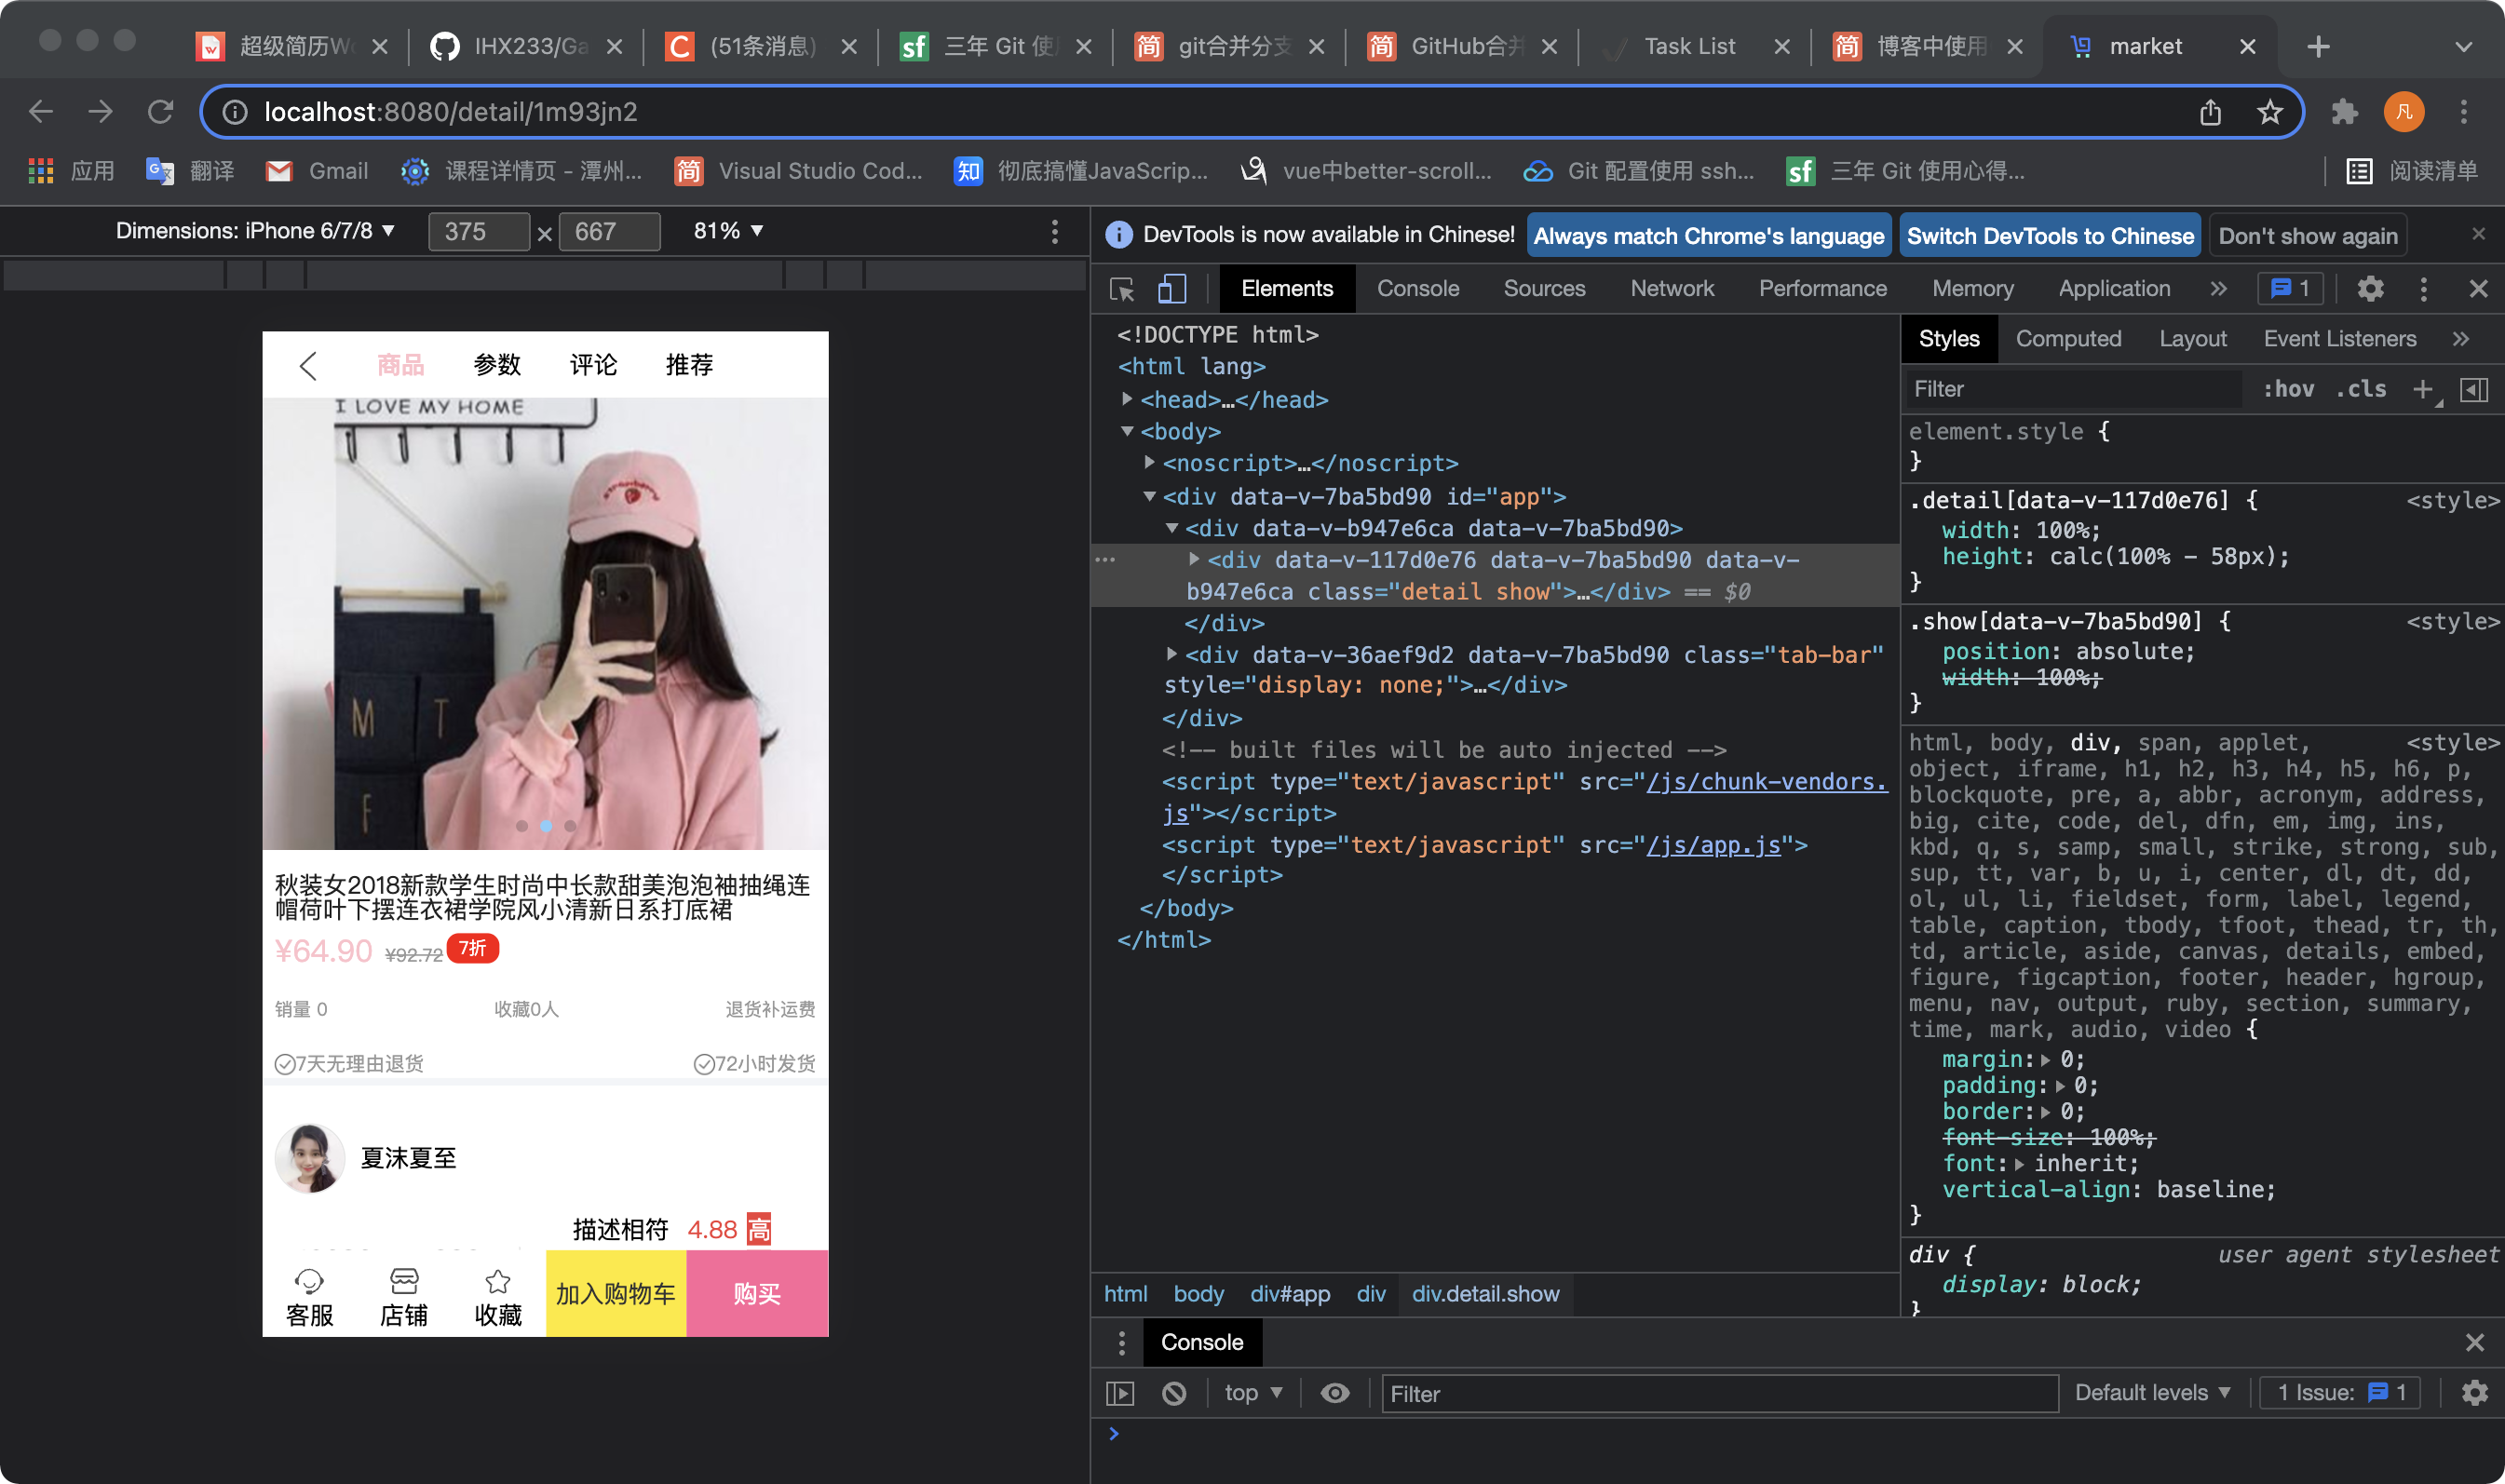 超级简历Wo
IHX233/Ga
(51条消息)
三年 Git 使用
git合并分支
GitHub合并
Task List
博客中使用
market
localhost:8080/detail/1m93jn2
凡
应用
翻译
Gmail
课程详情页 - 潭州...
Visual Studio Cod...
彻底搞懂JavaScrip...
vue中better-scroll...
Git 配置使用 ssh...
三年 Git 使用心得...
阅读清单
Dimensions: iPhone 6/7/8 ▼ 375 × 667 81% ▼
DevTools is now available in Chinese! Always match Chrome's language Switch DevTools to Chinese Don't show again
Elements Console Sources Network Performance Memory Application » 1
商品 参数 评论 推荐
I LOVE MY HOME
strawberry
M T
F
秋装女2018新款学生时尚中长款甜美泡泡袖抽绳连
帽荷叶下摆连衣裙学院风小清新日系打底裙
¥64.90 ¥92.72 7折
销量 0 收藏0人 退货补运费
7天无理由退货 72小时发货
夏沫夏至
描述相符 4.88 高
客服 店铺 收藏 加入购物车 购买
<!DOCTYPE html>
<html lang>
<head>…</head>
<body>
<noscript>…</noscript>
<div data-v-7ba5bd90 id="app">
<div data-v-b947e6ca data-v-7ba5bd90>
<div data-v-117d0e76 data-v-7ba5bd90 data-v-
b947e6ca class="detail show">…</div> == $0
</div>
<div data-v-36aef9d2 data-v-7ba5bd90 class="tab-bar"
style="display: none;">…</div>
</div>
<!-- built files will be auto injected -->
<script type="text/javascript" src="/js/chunk-vendors.
js"></script>
<script type="text/javascript" src="/js/app.js">
</script>
</body>
</html>
html body div#app div div.detail.show
Styles Computed Layout Event Listeners »
Filter :hov .cls +
element.style {
}
.detail[data-v-117d0e76] { <style>
width: 100%;
height: calc(100% - 58px);
}
.show[data-v-7ba5bd90] { <style>
position: absolute;
width: 100%;
}
html, body, div, span, applet, <style>
object, iframe, h1, h2, h3, h4, h5, h6, p,
blockquote, pre, a, abbr, acronym, address,
big, cite, code, del, dfn, em, img, ins,
kbd, q, s, samp, small, strike, strong, sub,
sup, tt, var, b, u, i, center, dl, dt, dd,
ol, ul, li, fieldset, form, label, legend,
table, caption, tbody, tfoot, thead, tr, th,
td, article, aside, canvas, details, embed,
figure, figcaption, footer, header, hgroup,
menu, nav, output, ruby, section, summary,
time, mark, audio, video {
margin: 0;
padding: 0;
border: 0;
font-size: 100%;
font: inherit;
vertical-align: baseline;
}
div { user agent stylesheet
display: block;
}
Console
top ▼ Filter Default levels ▼ 1 Issue: 1